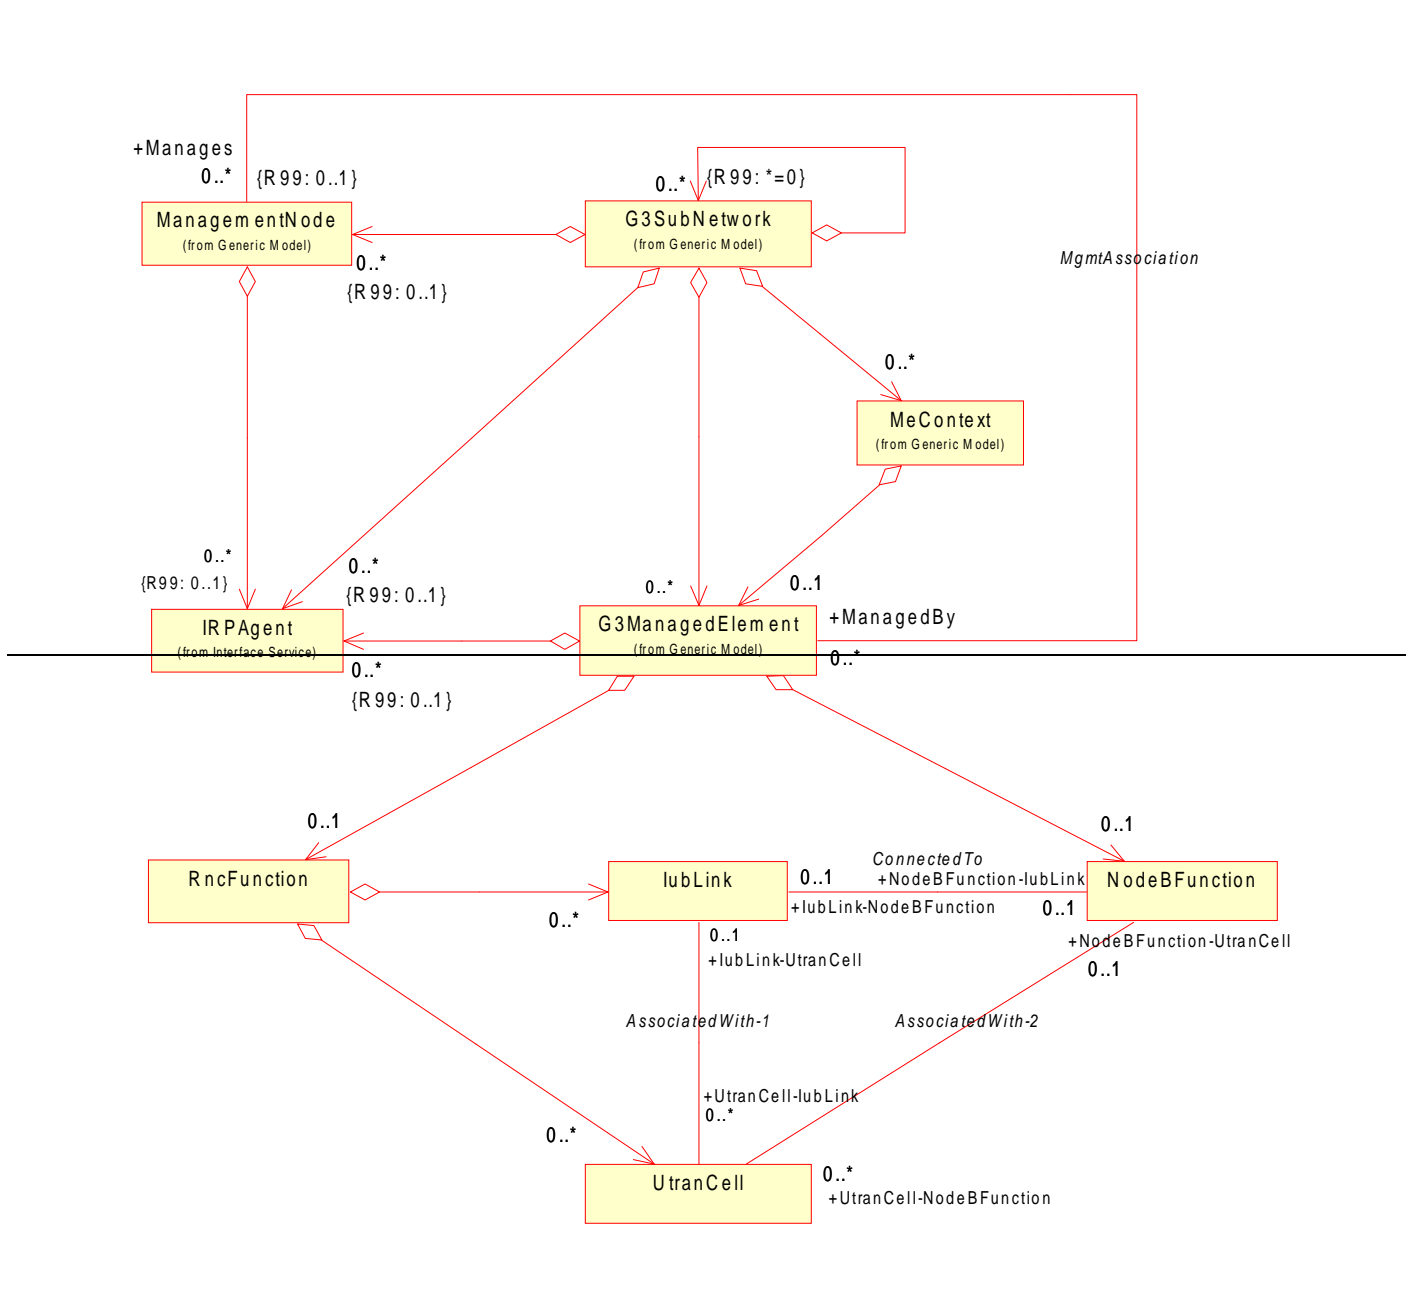 +Manages
0..*
{R99: 0..1}
0..*
{R99: *=0}
ManagementNode
(from Generic Model)
G3SubNetwork
(from Generic Model)
0..*
{R99: 0..1}
MgmtAssociation
0..*
MeContext
(from Generic Model)
0..*
{R99: 0..1}
0..*
{R99: 0..1}
0..*
0..1
IRPAgent
(from Interface Service)
G3ManagedElement
(from Generic Model)
+ManagedBy
0..*
0..*
{R99: 0..1}
0..1
0..1
RncFunction
IubLink
NodeBFunction
ConnectedTo
0..1
+NodeBFunction-IubLink
+IubLink-NodeBFunction
0..1
0..*
0..1
+IubLink-UtranCell
+NodeBFunction-UtranCell
0..1
AssociatedWith-1
AssociatedWith-2
+UtranCell-IubLink
0..*
0..*
UtranCell
0..*
+UtranCell-NodeBFunction